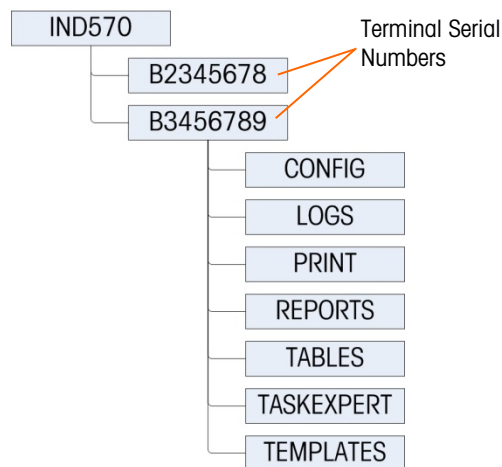 IND570
Terminal Serial
Numbers
B2345678
B3456789
CONFIG
LOGS
PRINT
REPORTS
TABLES
TASKEXPERT
TEMPLATES